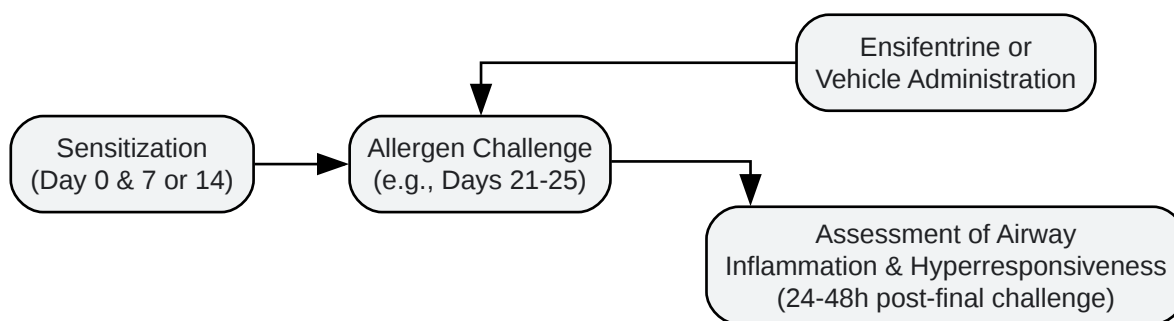 Ensifentrine or
Vehicle Administration
Sensitization
(Day 0 & 7 or 14)
Allergen Challenge
(e.g., Days 21-25)
Assessment of Airway
Inflammation & Hyperresponsiveness
(24-48h post-final challenge)